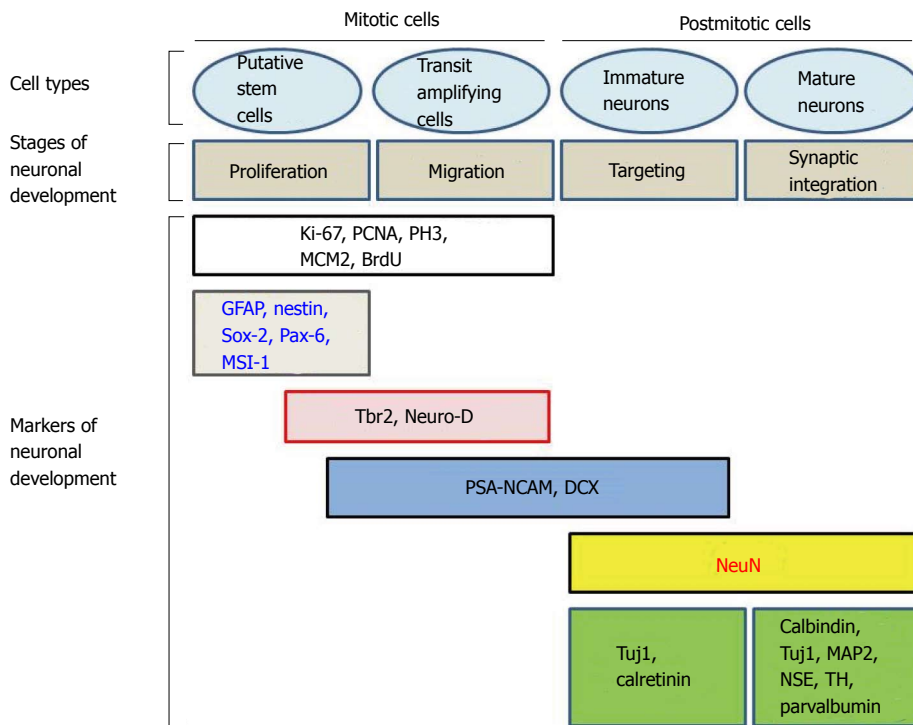 Mitotic cells
Postmitotic cells
Cell types
Putative
stem
cells
Transit
amplifying
cells
Immature
neurons
Mature
neurons
Stages of
neuronal
development
Proliferation
Migration
Targeting
Synaptic
integration
Markers of
neuronal
development
Ki-67, PCNA, PH3,
MCM2, BrdU
GFAP, nestin,
Sox-2, Pax-6,
MSI-1
Tbr2, Neuro-D
PSA-NCAM, DCX
NeuN
Tuj1,
calretinin
Calbindin,
Tuj1, MAP2,
NSE, TH,
parvalbumin